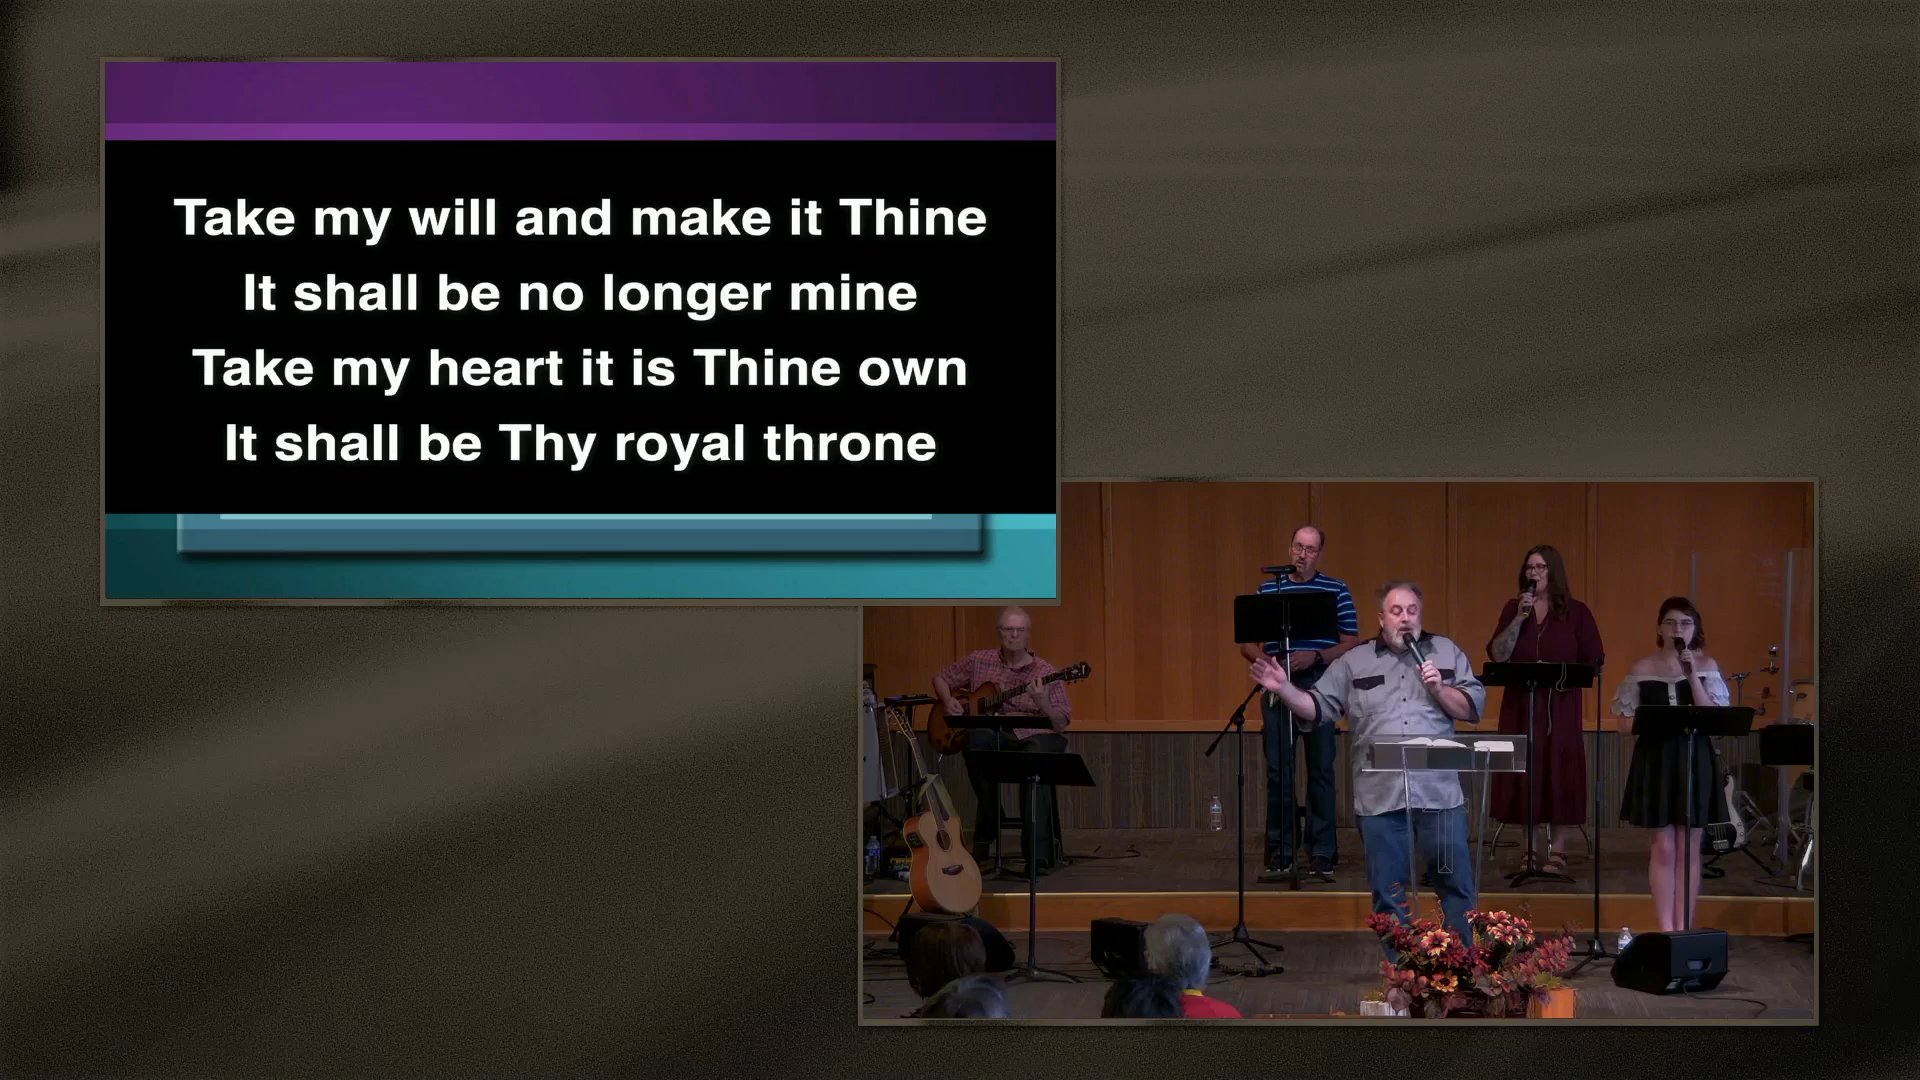 Take my will and make it Thine
It shall be no longer mine
Take my heart it is Thine own
It shall be Thy royal throne